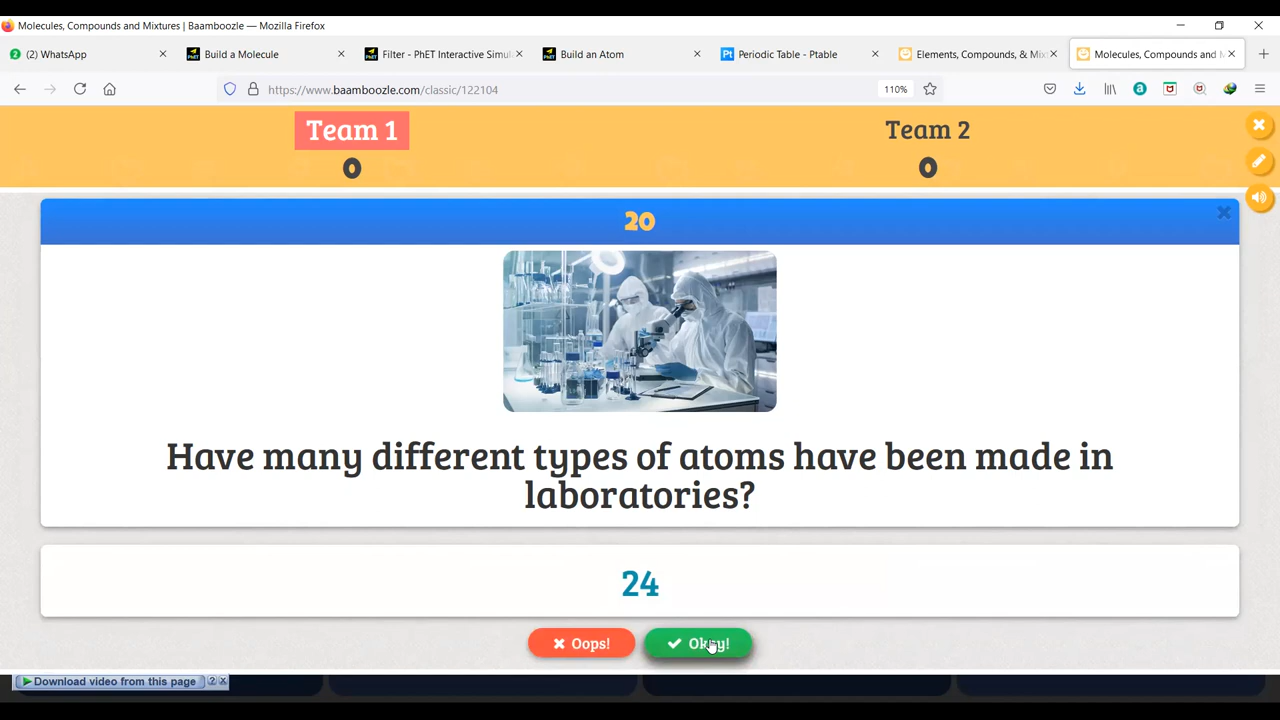 Molecules, Compounds and Mixtures | Baamboozle — Mozilla Firefox
(2) WhatsApp
Build a Molecule
Filter - PhET Interactive Simula
Build an Atom
Periodic Table - Ptable
Elements, Compounds, & Mix
Molecules, Compounds and M
https://www.baamboozle.com/classic/122104
110%
Team 1
0
Team 2
0
20
Have many different types of atoms have been made in
laboratories?
24
Oops!
Okay!
Download video from this page